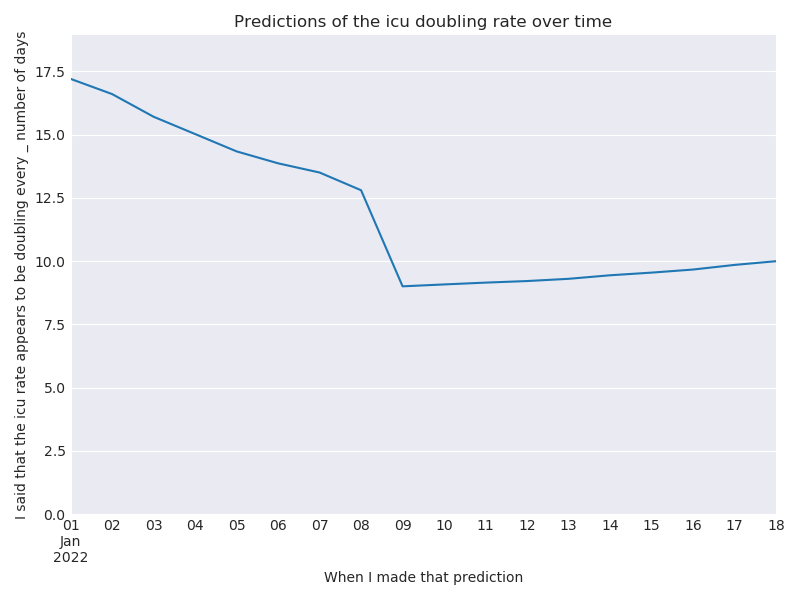 Predictions of the icu doubling rate over time
I said that the icu rate appears to be doubling every _ number of days
17.5
15.0
12.5
10.0
7.5
5.0
2.5
0.0
01 02 03 04 05 06 07 08 09 10 11 12 13 14 15 16 17 18
Jan
2022
When I made that prediction